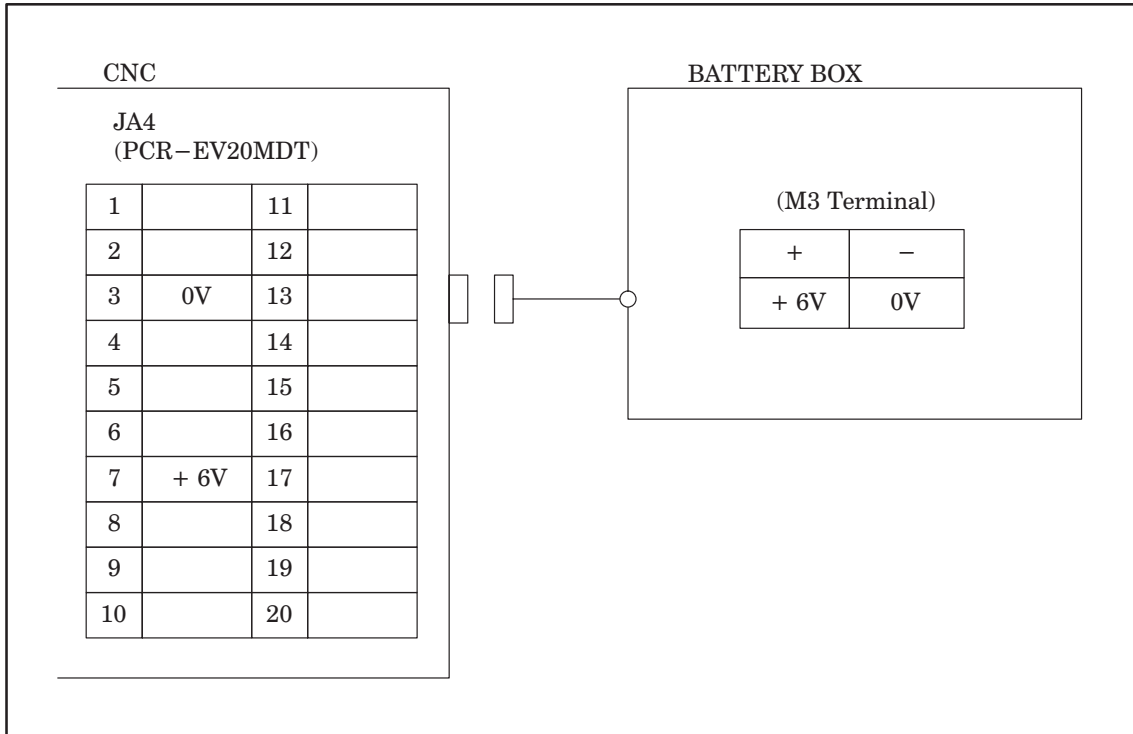 CNC
BATTERY BOX
JA4
(PCR−EV20MDT)
1 11
2 12
3 0V 13
4 14
5 15
6 16
7 + 6V 17
8 18
9 19
10 20
(M3 Terminal)
+ −
+ 6V 0V